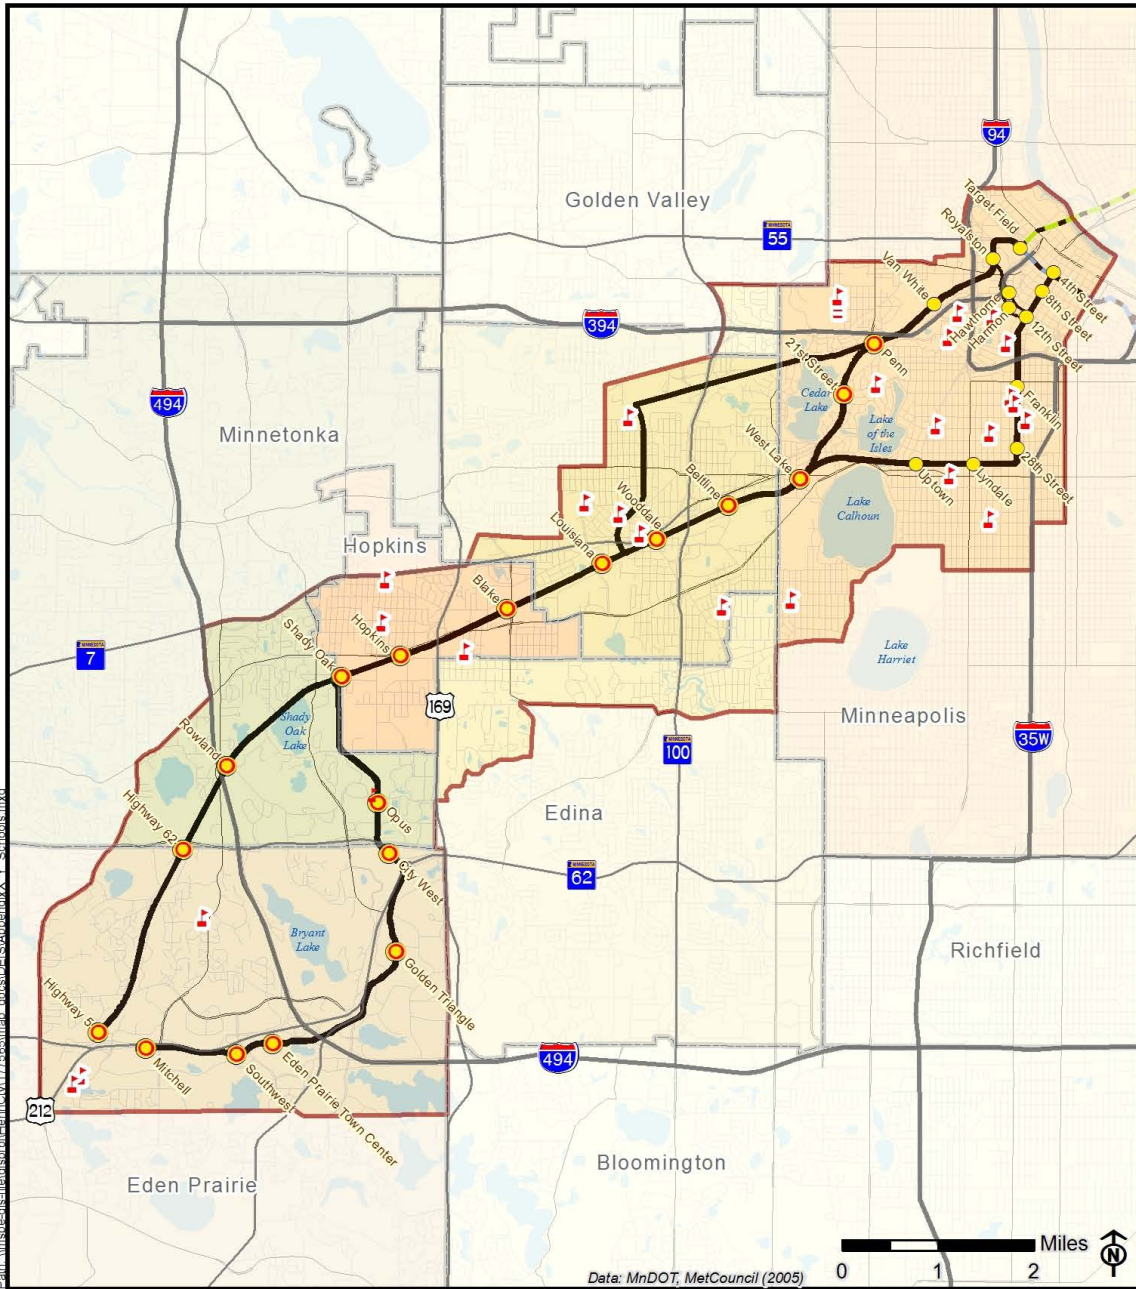 94
Golden Valley
Target Field
Royalston
MINNESOTA
55
Van White
4th Street
8th Street
Hawthorne
Harmon
12th Street
394
Penn
21st Street
Cedar
Lake
Franklin
494
Lake
of the
Isles
Minnetonka
West Lake
28th Street
Beltline
Uptown
Lyndale
Wooddale
Lake
Calhoun
Louisiana
Hopkins
Blake
Hopkins
MINNESOTA
7
Shady Oak
Lake
Harriet
169
Minneapolis
Shady
Oak
Lake
Rowland
MINNESOTA
100
35W
Opus
Edina
Highway 62
City West
MINNESOTA
62
Bryant
Lake
Richfield
Golden Triangle
Highway 5
494
Mitchell
Southwest
Eden Prairie Town Center
212
Bloomington
Eden Prairie
Miles
0 1 2
N
Data: MnDOT, MetCouncil (2005)